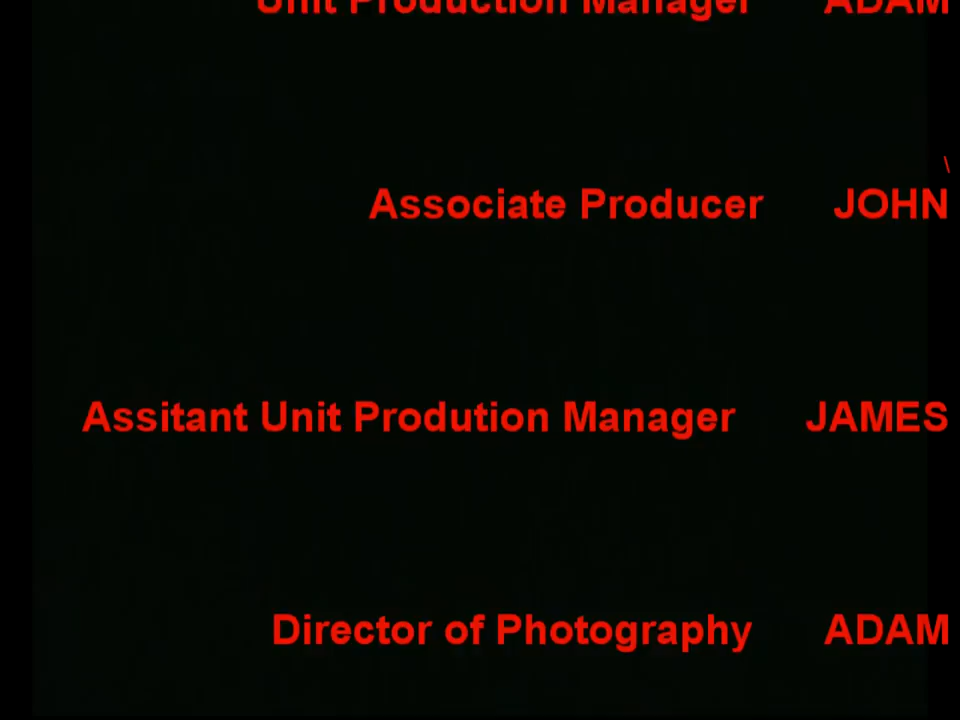 Unit Production Manager ADAM
Associate Producer JOHN
Assitant Unit Prodution Manager JAMES
Director of Photography ADAM